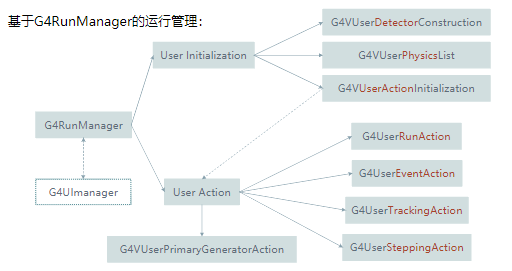 基于G4RunManager的运行管理：
G4VUserDetectorConstruction
User Initialization
G4VUserPhysicsList
G4VUserActionInitialization
G4RunManager
G4UserRunAction
G4UserEventAction
G4UImanager
User Action
G4UserTrackingAction
G4VUserPrimaryGeneratorAction
G4UserSteppingAction